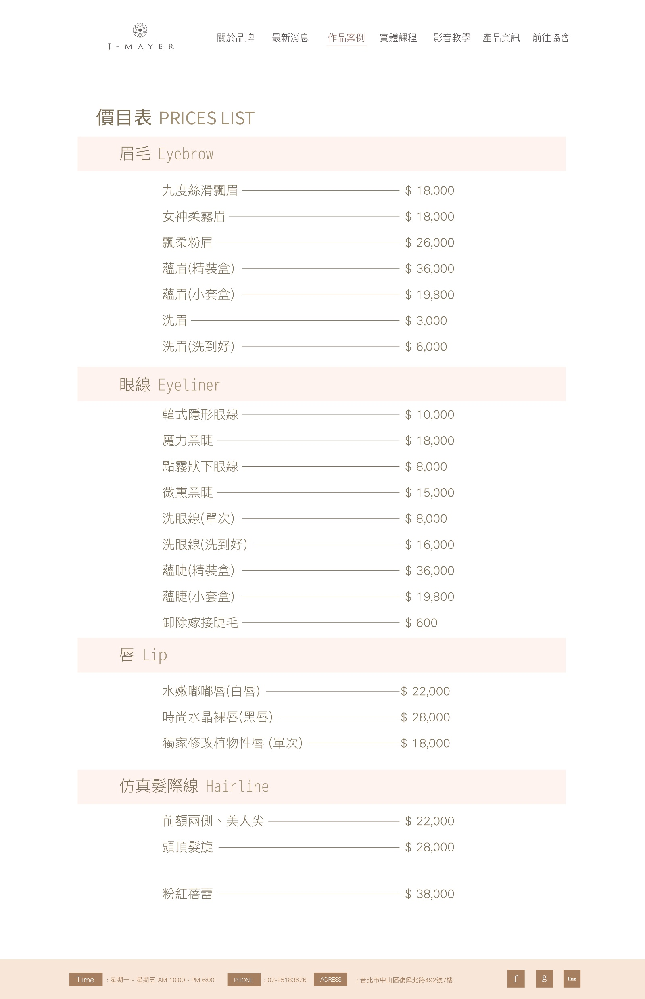 J-MAYER
關於品牌 最新消息 作品案例 實體課程 影音教學 產品資訊 前往協會
價目表 PRICES LIST
眉毛 Eyebrow
九度絲滑飄眉 $ 18,000
女神柔霧眉 $ 18,000
飄柔粉眉 $ 26,000
蘊眉(精裝盒) $ 36,000
蘊眉(小套盒) $ 19,800
洗眉 $ 3,000
洗眉(洗到好) $ 6,000
眼線 Eyeliner
韓式隱形眼線 $ 10,000
魔力黑睫 $ 18,000
點霧狀下眼線 $ 8,000
微熏黑睫 $ 15,000
洗眼線(單次) $ 8,000
洗眼線(洗到好) $ 16,000
蘊睫(精裝盒) $ 36,000
蘊睫(小套盒) $ 19,800
卸除嫁接睫毛 $ 600
唇 Lip
水嫩嘟嘟唇(白唇) $ 22,000
時尚水晶裸唇(黑唇) $ 28,000
獨家修改植物性唇 (單次) $ 18,000
仿真髮際線 Hairline
前額兩側、美人尖 $ 22,000
頭頂髮旋 $ 28,000
粉紅蓓蕾 $ 38,000
Time : 星期一 - 星期五 AM 10:00 - PM 6:00 PHONE : 02-25183626 ADRESS : 台北市中山區復興北路492號7樓 f g line